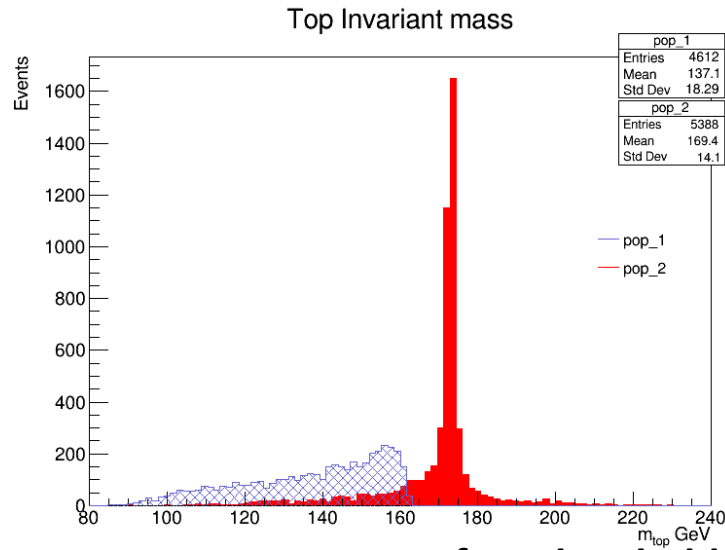 Top Invariant mass
Events
pop_1
Entries 4612
Mean 137.1
Std Dev 18.29
pop_2
Entries 5388
Mean 169.4
Std Dev 14.1
pop_1
pop_2
1600
1400
1200
1000
800
600
400
200
0
80 100 120 140 160 180 200 220 240
m_top GeV